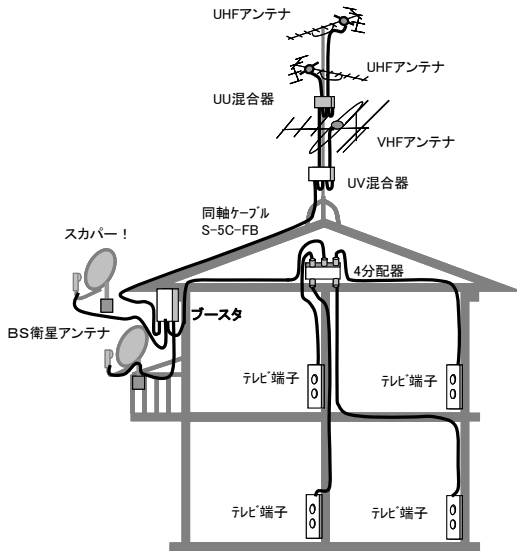 UHFアンテナ
UHFアンテナ
UU混合器
VHFアンテナ
UV混合器
同軸ケーブル
S-5C-FB
スカパー！
4分配器
ブースタ
BS衛星アンテナ
テレビ端子
テレビ端子
テレビ端子
テレビ端子